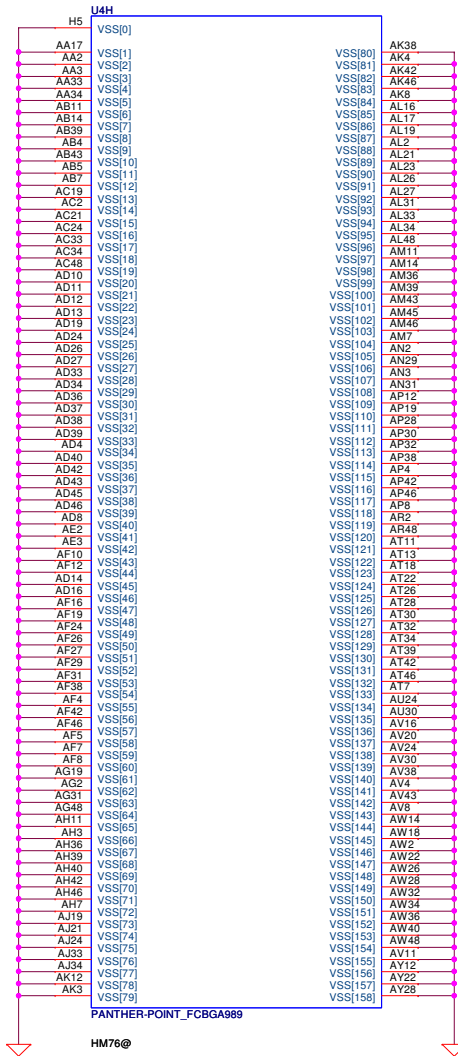 U4H
H5 VSS[0]
AA17 VSS[1] VSS[80] AK38
AA2 VSS[2] VSS[81] AK4
AA3 VSS[3] VSS[82] AK42
AA33 VSS[4] VSS[83] AK46
AA34 VSS[5] VSS[84] AK8
AB11 VSS[6] VSS[85] AL16
AB14 VSS[7] VSS[86] AL17
AB39 VSS[8] VSS[87] AL19
AB4 VSS[9] VSS[88] AL2
AB43 VSS[10] VSS[89] AL21
AB5 VSS[11] VSS[90] AL23
AB7 VSS[12] VSS[91] AL26
AC19 VSS[13] VSS[92] AL27
AC2 VSS[14] VSS[93] AL31
AC21 VSS[15] VSS[94] AL33
AC24 VSS[16] VSS[95] AL34
AC33 VSS[17] VSS[96] AL48
AC34 VSS[18] VSS[97] AM11
AC48 VSS[19] VSS[98] AM14
AD10 VSS[20] VSS[99] AM36
AD11 VSS[21] VSS[100] AM39
AD12 VSS[22] VSS[101] AM43
AD13 VSS[23] VSS[102] AM45
AD19 VSS[24] VSS[103] AM46
AD24 VSS[25] VSS[104] AM7
AD26 VSS[26] VSS[105] AN2
AD27 VSS[27] VSS[106] AN29
AD33 VSS[28] VSS[107] AN3
AD34 VSS[29] VSS[108] AN31
AD36 VSS[30] VSS[109] AP12
AD37 VSS[31] VSS[110] AP19
AD38 VSS[32] VSS[111] AP28
AD39 VSS[33] VSS[112] AP30
AD4 VSS[34] VSS[113] AP32
AD40 VSS[35] VSS[114] AP38
AD42 VSS[36] VSS[115] AP4
AD43 VSS[37] VSS[116] AP42
AD45 VSS[38] VSS[117] AP46
AD46 VSS[39] VSS[118] AP8
AD8 VSS[40] VSS[119] AR2
AE2 VSS[41] VSS[120] AR48
AE3 VSS[42] VSS[121] AT11
AF10 VSS[43] VSS[122] AT13
AF12 VSS[44] VSS[123] AT18
AD14 VSS[45] VSS[124] AT22
AD16 VSS[46] VSS[125] AT26
AF16 VSS[47] VSS[126] AT28
AF19 VSS[48] VSS[127] AT30
AF24 VSS[49] VSS[128] AT32
AF26 VSS[50] VSS[129] AT34
AF27 VSS[51] VSS[130] AT39
AF29 VSS[52] VSS[131] AT42
AF31 VSS[53] VSS[132] AT46
AF38 VSS[54] VSS[133] AT7
AF4 VSS[55] VSS[134] AU24
AF42 VSS[56] VSS[135] AU30
AF46 VSS[57] VSS[136] AV16
AF5 VSS[58] VSS[137] AV20
AF7 VSS[59] VSS[138] AV24
AF8 VSS[60] VSS[139] AV30
AG19 VSS[61] VSS[140] AV38
AG2 VSS[62] VSS[141] AV4
AG31 VSS[63] VSS[142] AV43
AG48 VSS[64] VSS[143] AV8
AH11 VSS[65] VSS[144] AW14
AH3 VSS[66] VSS[145] AW18
AH36 VSS[67] VSS[146] AW2
AH39 VSS[68] VSS[147] AW22
AH40 VSS[69] VSS[148] AW26
AH42 VSS[70] VSS[149] AW28
AH46 VSS[71] VSS[150] AW32
AH7 VSS[72] VSS[151] AW34
AJ19 VSS[73] VSS[152] AW36
AJ21 VSS[74] VSS[153] AW40
AJ24 VSS[75] VSS[154] AW48
AJ33 VSS[76] VSS[155] AV11
AJ34 VSS[77] VSS[156] AY12
AK12 VSS[78] VSS[157] AY22
AK3 VSS[79] VSS[158] AY28
PANTHER-POINT_FCBGA989
HM76@